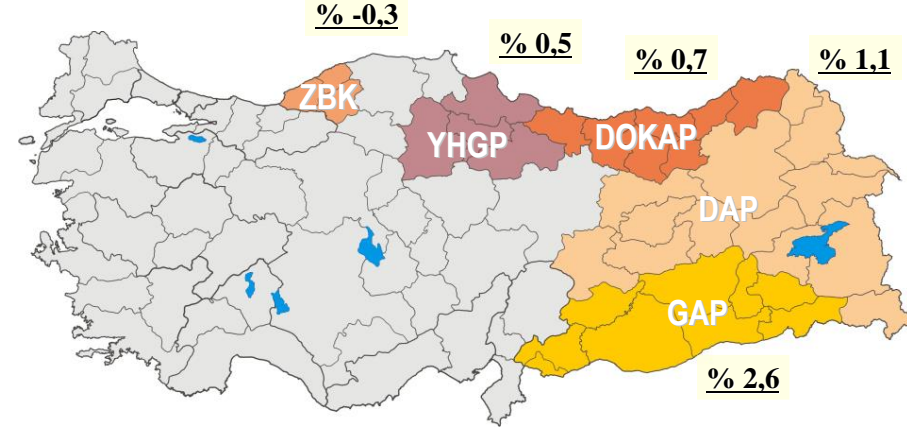 % -0,3
% 0,5
% 0,7
% 1,1
ZBK
YHGP
DOKAP
DAP
GAP
% 2,6